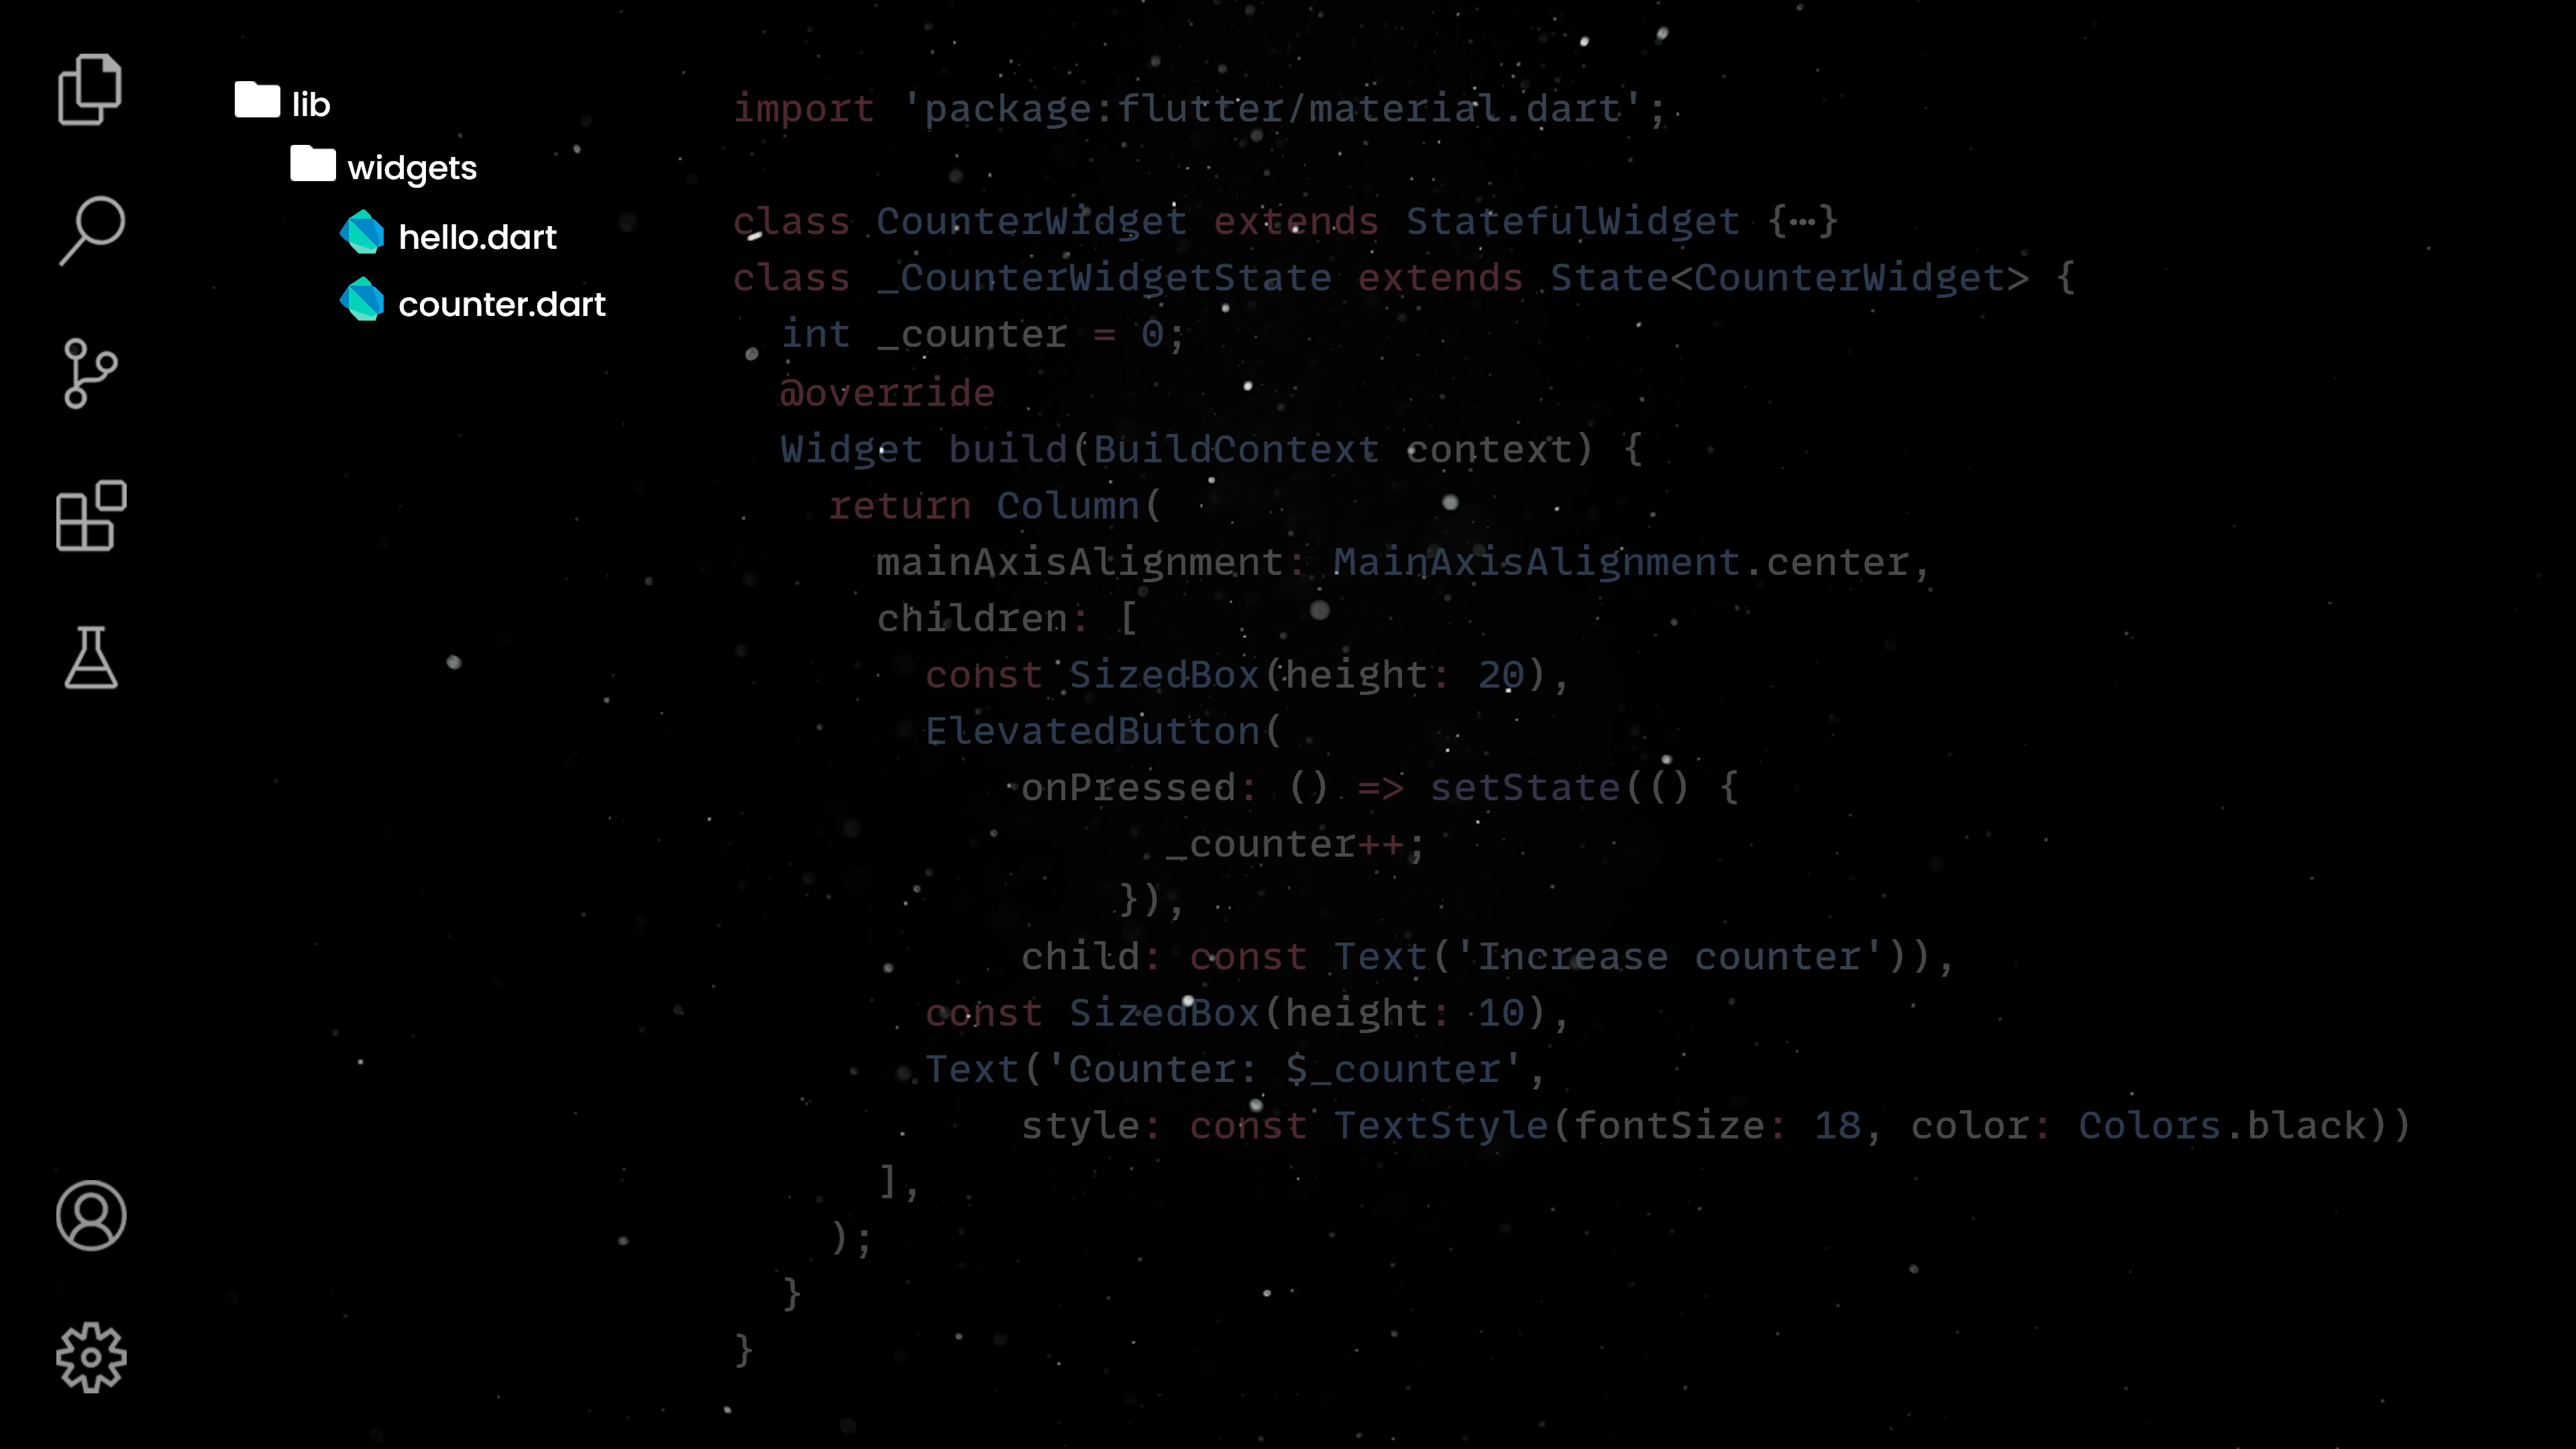 lib
widgets
hello.dart
counter.dart
import 'package:flutter/material.dart';
class CounterWidget extends StatefulWidget {···}
class _CounterWidgetState extends State<CounterWidget> {
int _counter = 0;
@override
Widget build(BuildContext context) {
return Column(
mainAxisAlignment: MainAxisAlignment.center,
children: [
const SizedBox(height: 20),
ElevatedButton(
onPressed: () => setState(() {
_counter++;
}),
child: const Text('Increase counter')),
const SizedBox(height: 10),
Text('Counter: $_counter',
style: const TextStyle(fontSize: 18, color: Colors.black))
],
);
}
}